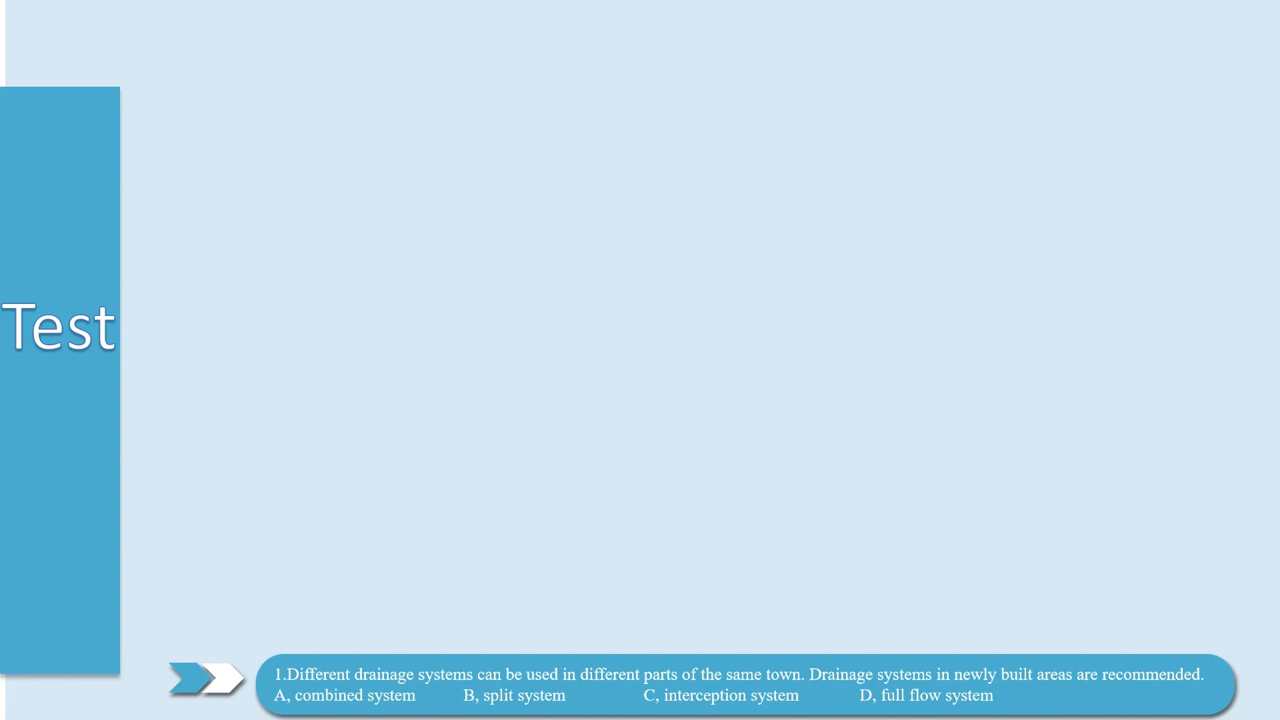 Test
1.Different drainage systems can be used in different parts of the same town. Drainage systems in newly built areas are recommended.
A, combined system B, split system C, interception system D, full flow system